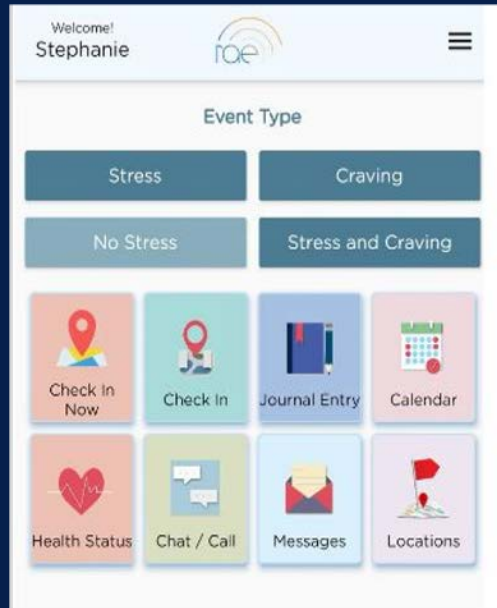 Welcome!
Stephanie
rae
Event Type
Stress
Craving
No Stress
Stress and Craving
Check In
Now
Check In
Journal Entry
Calendar
Health Status
Chat / Call
Messages
Locations